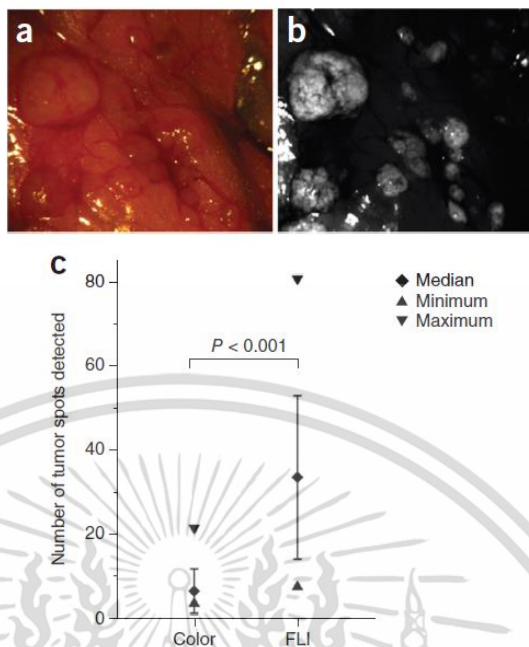 a
b
c
80
60
40
20
0
Number of tumor spots detected
P < 0.001
Median
Minimum
Maximum
Color
FLI